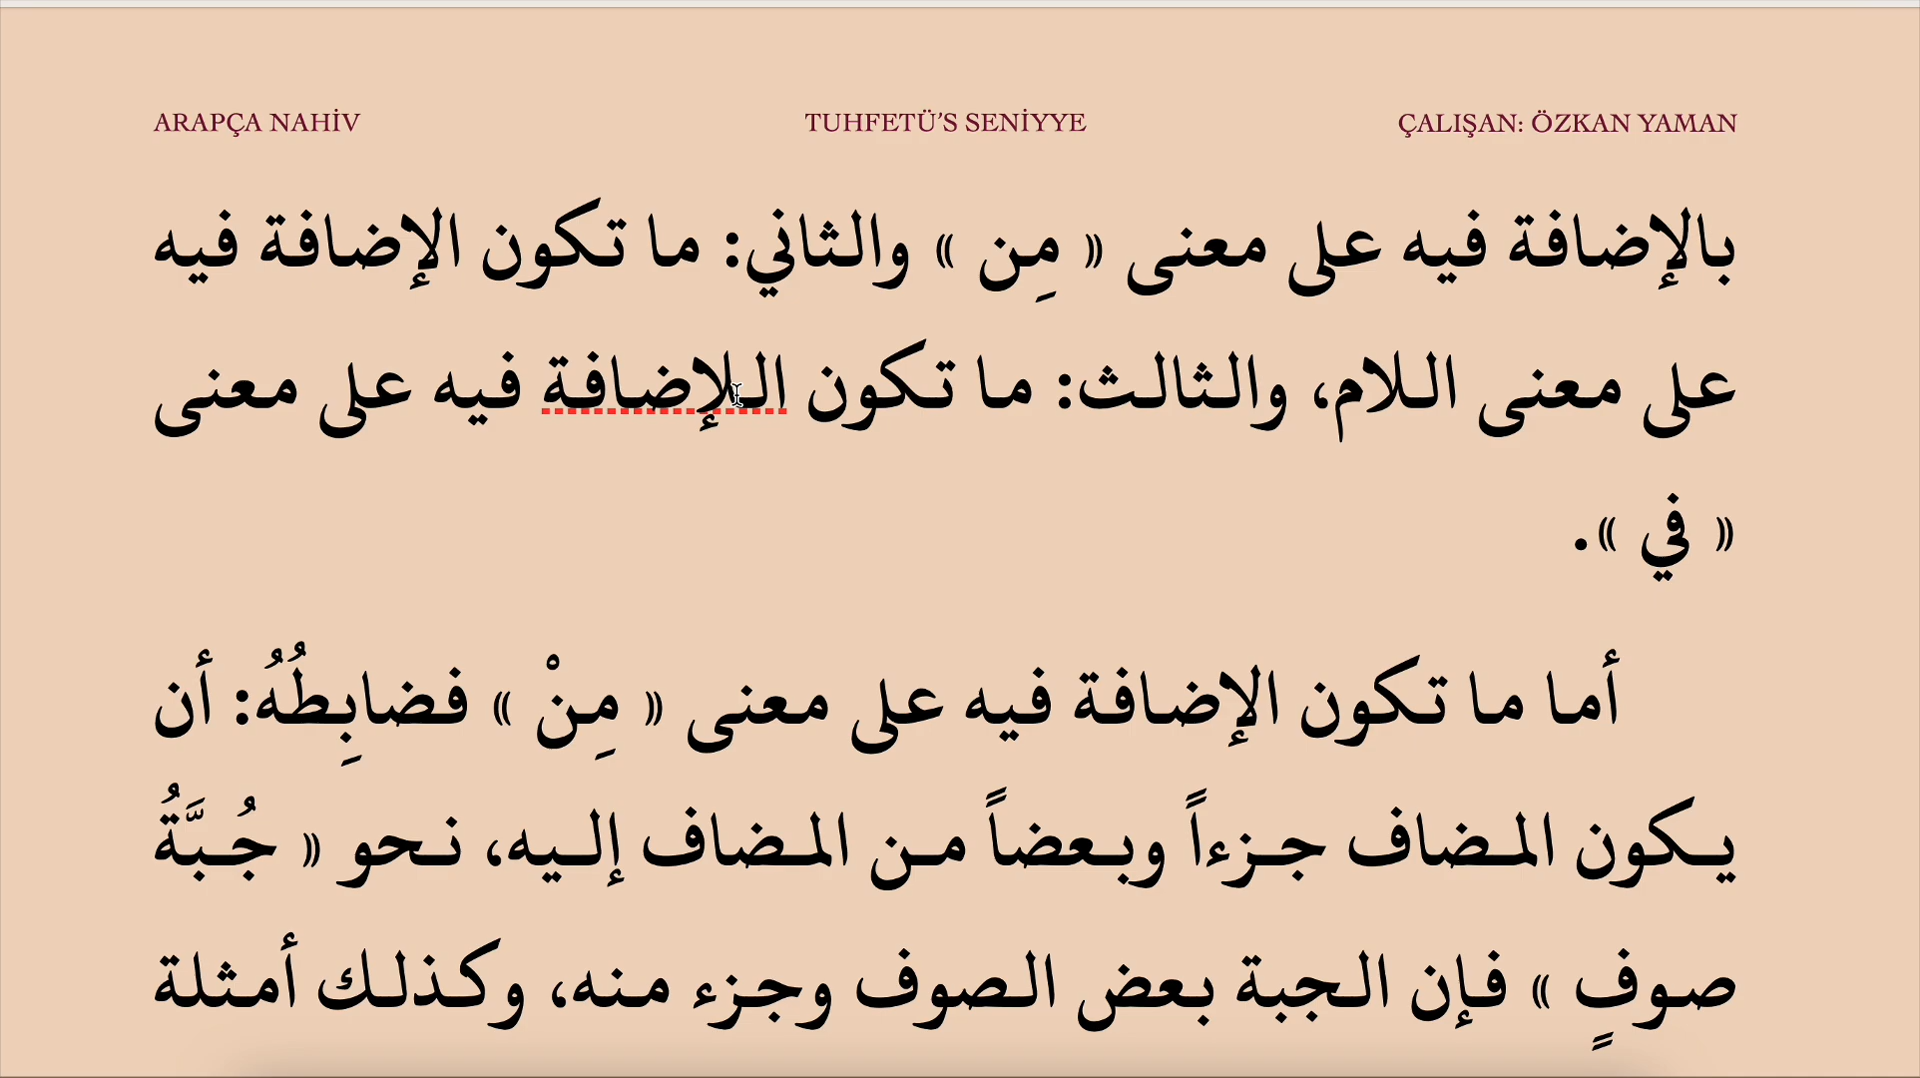 ARAPÇA NAHİV TUHFETÜ’S SENİYYE ÇALIŞAN: ÖZKAN YAMAN
بالإضافة فيه على معنى « مِن » والثاني: ما تكون الإضافة فيه
على معنى اللام، والثالث: ما تكون اللإضافة فيه على معنى
« في ».
أما ما تكون الإضافة فيه على معنى « مِنْ » فضابِطُهُ: أن
يكون المضاف جزءاً وبعضاً من المضاف إليه، نحو « جُبَّةُ
صوفٍ » فإن الجبة بعض الصوف وجزء منه، وكذلك أمثلة